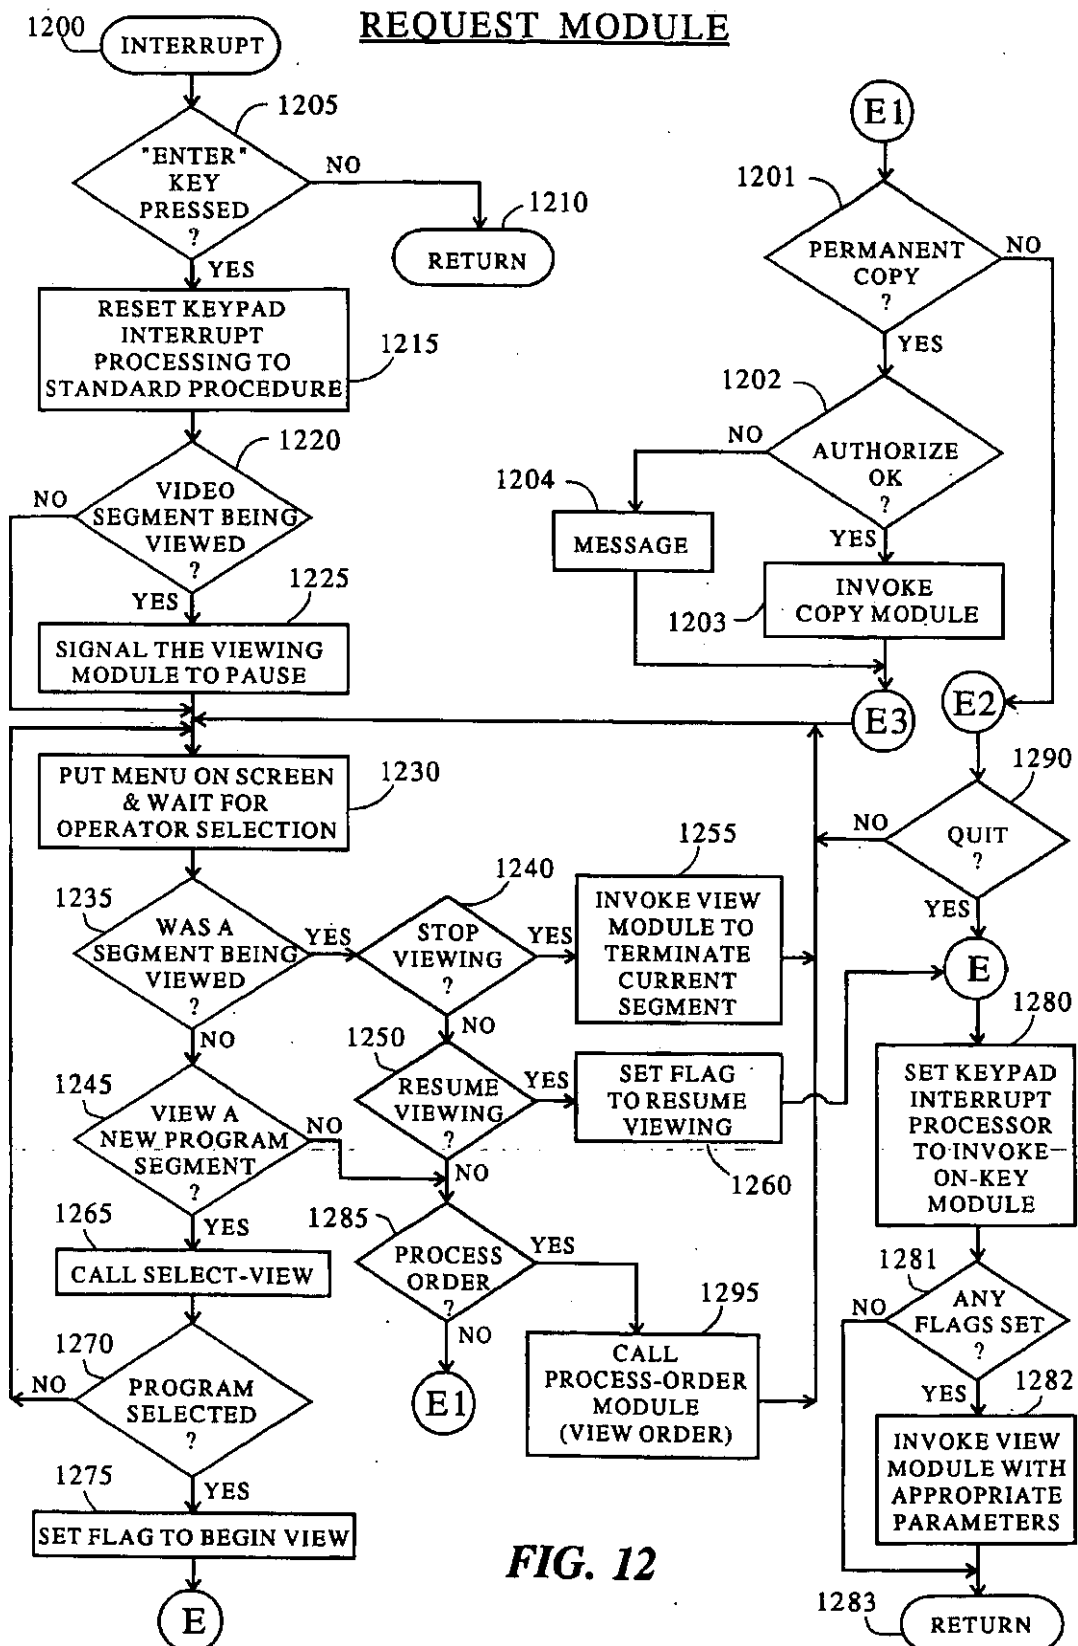 REQUEST MODULE
1200
INTERRUPT
1205
"ENTER"
KEY
PRESSED
?
NO
YES
1210
RETURN
RESET KEYPAD
INTERRUPT
PROCESSING TO
STANDARD PROCEDURE
1215
1220
VIDEO
SEGMENT BEING
VIEWED
?
NO
YES
1225
SIGNAL THE VIEWING
MODULE TO PAUSE
PUT MENU ON SCREEN
& WAIT FOR
OPERATOR SELECTION
1230
1235
WAS A
SEGMENT BEING
VIEWED
?
YES
NO
1240
STOP
VIEWING
?
YES
NO
1255
INVOKE VIEW
MODULE TO
TERMINATE
CURRENT
SEGMENT
1245
VIEW A
NEW PROGRAM
SEGMENT
?
NO
YES
1250
RESUME
VIEWING
?
YES
NO
SET FLAG
TO RESUME
VIEWING
1260
1265
CALL SELECT-VIEW
1285
PROCESS
ORDER
?
YES
NO
E1
1295
CALL
PROCESS-ORDER
MODULE
(VIEW ORDER)
1270
PROGRAM
SELECTED
?
NO
YES
1275
SET FLAG TO BEGIN VIEW
E
E1
1201
PERMANENT
COPY
?
NO
YES
1202
AUTHORIZE
OK
?
NO
YES
1204
MESSAGE
INVOKE
COPY MODULE
1203
E3
E2
1290
QUIT
?
NO
YES
E
1280
SET KEYPAD
INTERRUPT
PROCESSOR
TO INVOKE-
ON-KEY
MODULE
1281
ANY
FLAGS SET
?
NO
YES
1282
INVOKE VIEW
MODULE WITH
APPROPRIATE
PARAMETERS
1283
RETURN
FIG. 12